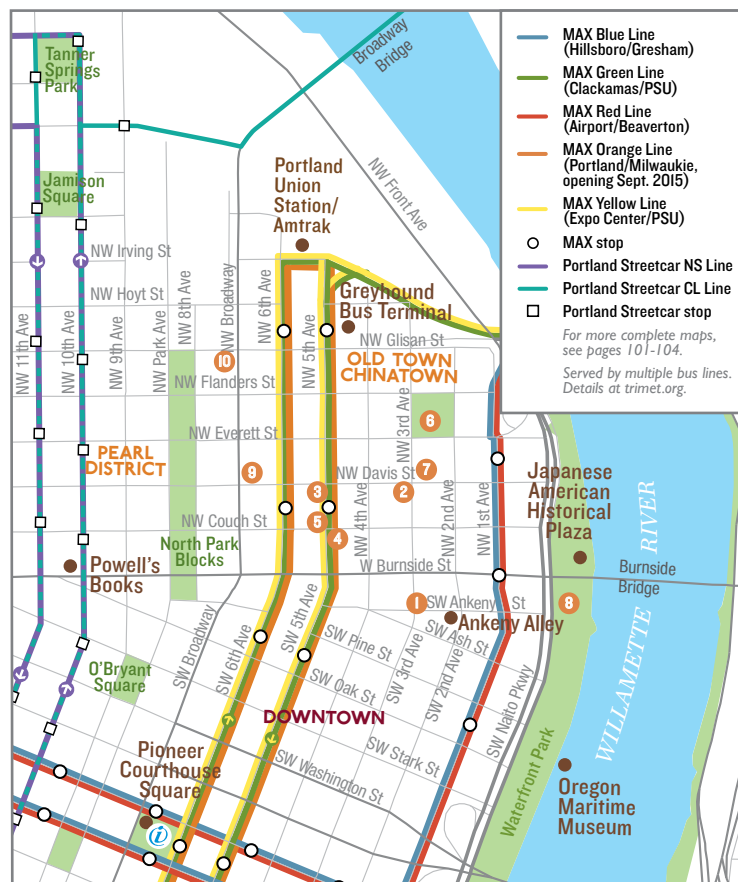 MAX Blue Line
(Hillsboro/Gresham)
MAX Green Line
(Clackamas/PSU)
MAX Red Line
(Airport/Beaverton)
MAX Orange Line
(Portland/Milwaukie,
opening Sept. 2015)
MAX Yellow Line
(Expo Center/PSU)
MAX stop
Portland Streetcar NS Line
Portland Streetcar CL Line
Portland Streetcar stop
For more complete maps,
see pages 101-104.
Served by multiple bus lines.
Details at trimet.org.
Tanner
Springs
Park
Broadway
Bridge
Jamison
Square
Portland
Union
Station/
Amtrak
NW Front Ave
NW Irving St
NW Hoyt St
NW 11th Ave
NW 10th Ave
NW 9th Ave
NW Park Ave
NW 8th Ave
NW Broadway
NW 6th Ave
NW 5th Ave
Greyhound
Bus Terminal
NW Glisan St
OLD TOWN
CHINATOWN
10
NW Flanders St
NW 3rd Ave
6
NW Everett St
PEARL
DISTRICT
9
NW Davis St
7
3
2
NW Couch St
5
4
NW 4th Ave
NW 2nd Ave
NW 1st Ave
Japanese
American
Historical
Plaza
North Park
Blocks
Powell's
Books
W Burnside St
Burnside
Bridge
1
SW Ankeny St
8
Ankeny Alley
SW Broadway
SW 6th Ave
SW 5th Ave
SW Pine St
SW Ash St
SW 3rd Ave
SW 2nd Ave
SW Naito Pkwy
WILLAMETTE RIVER
O'Bryant
Square
SW Oak St
DOWNTOWN
SW Stark St
SW Washington St
Pioneer
Courthouse
Square
i
Waterfront Park
Oregon
Maritime
Museum